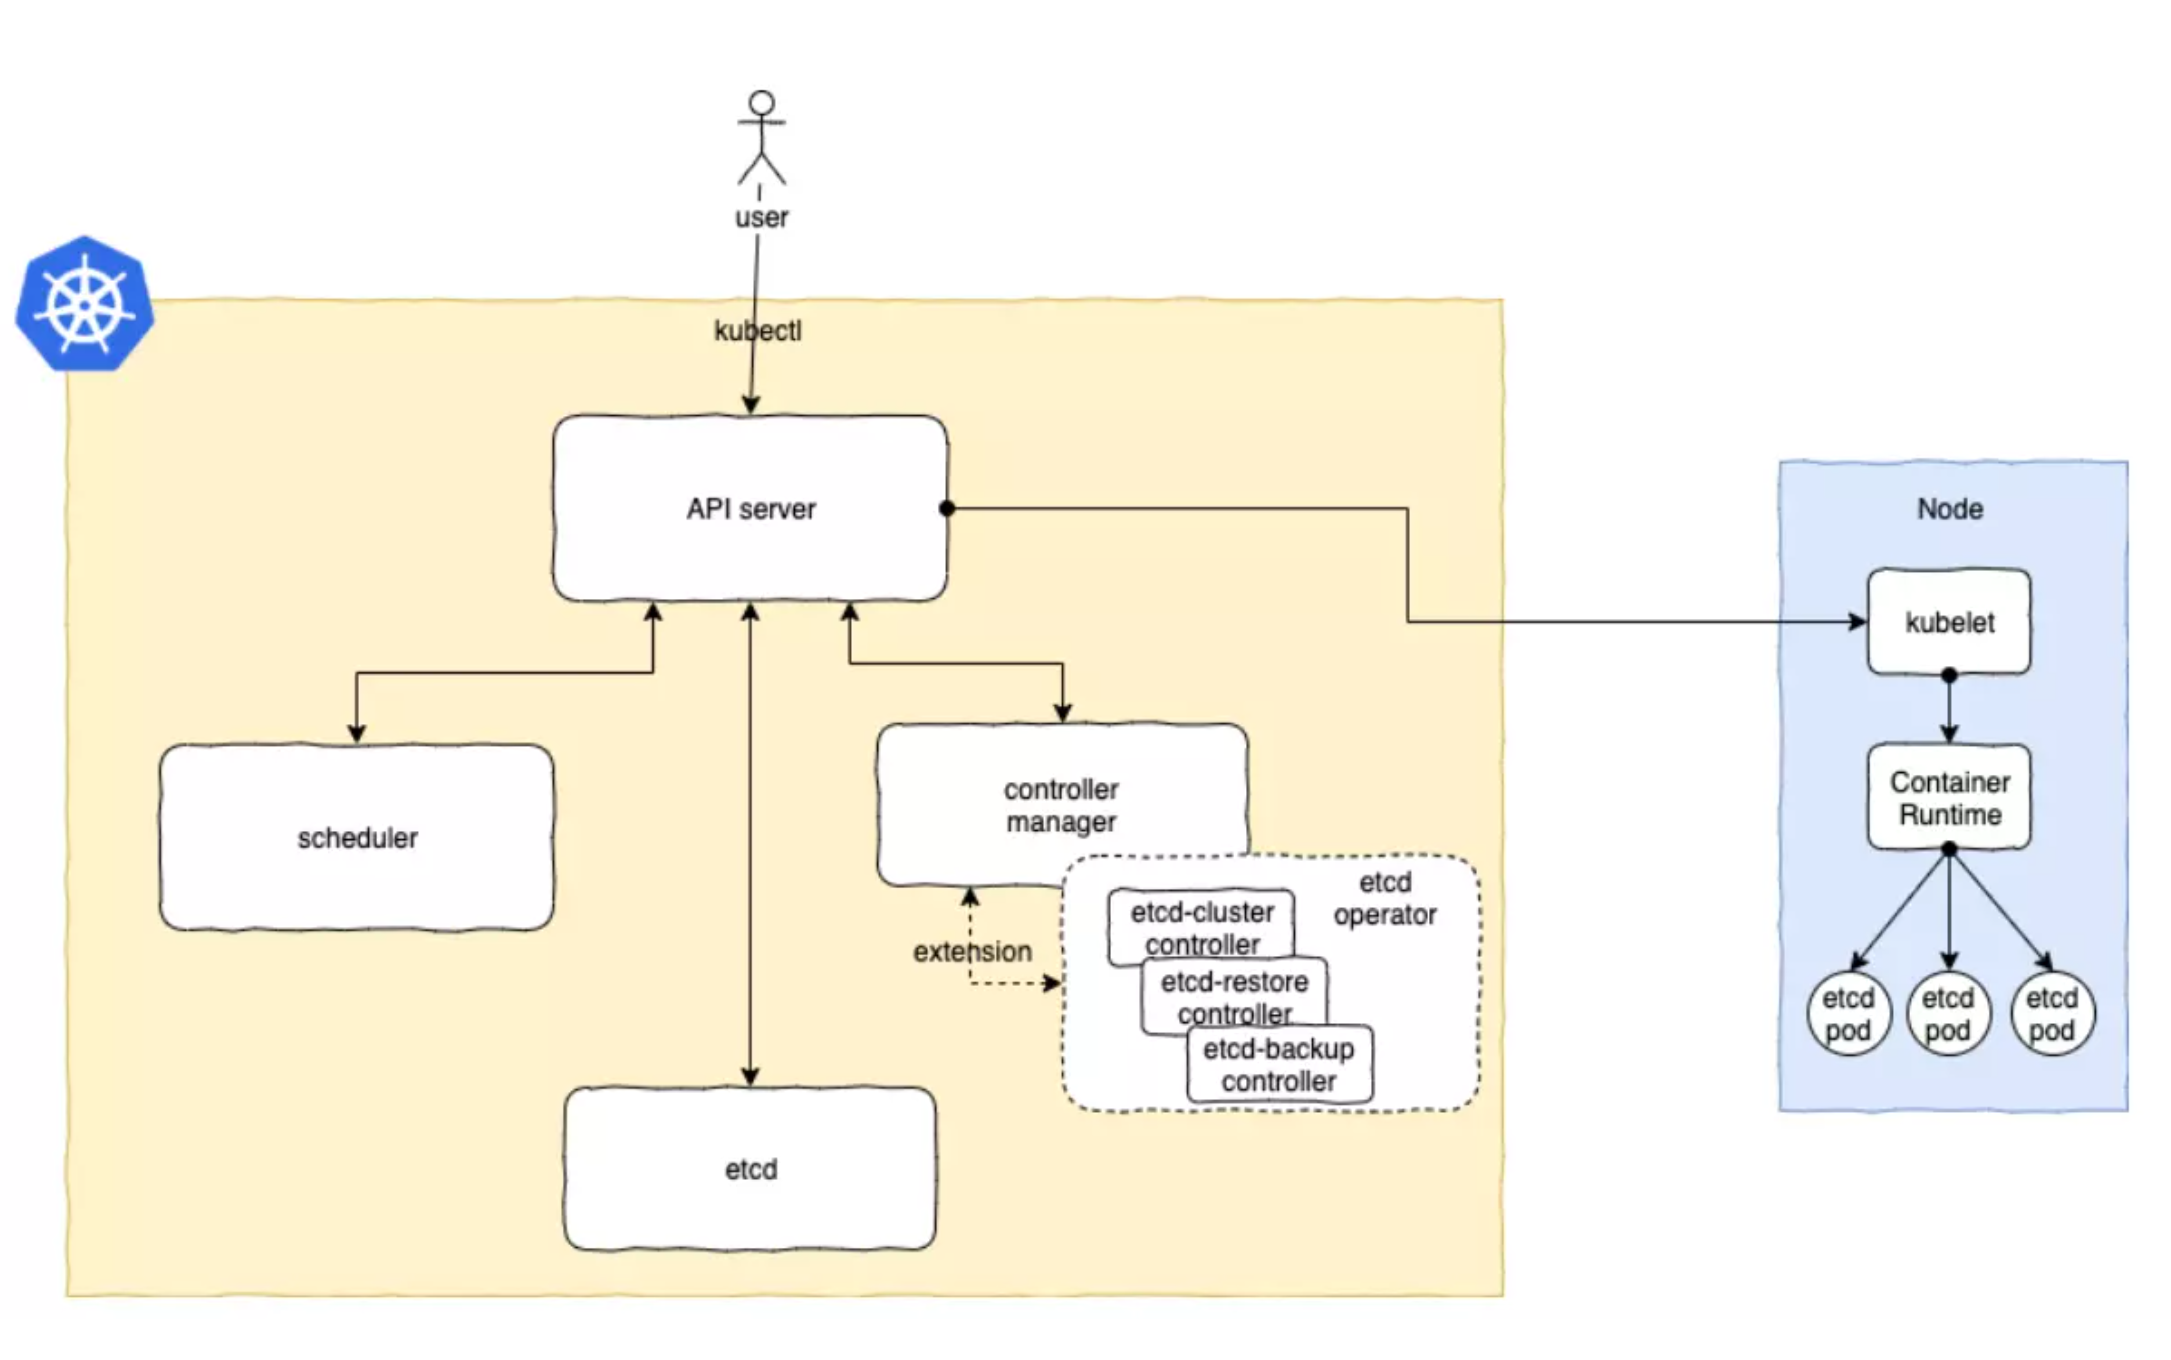 user
kubectl
API server
Node
kubelet
Container
Runtime
scheduler
controller
manager
etcd
operator
etcd-cluster
controller
extension
etcd-restore
controller
etcd-backup
controller
etcd
pod
etcd
pod
etcd
pod
etcd